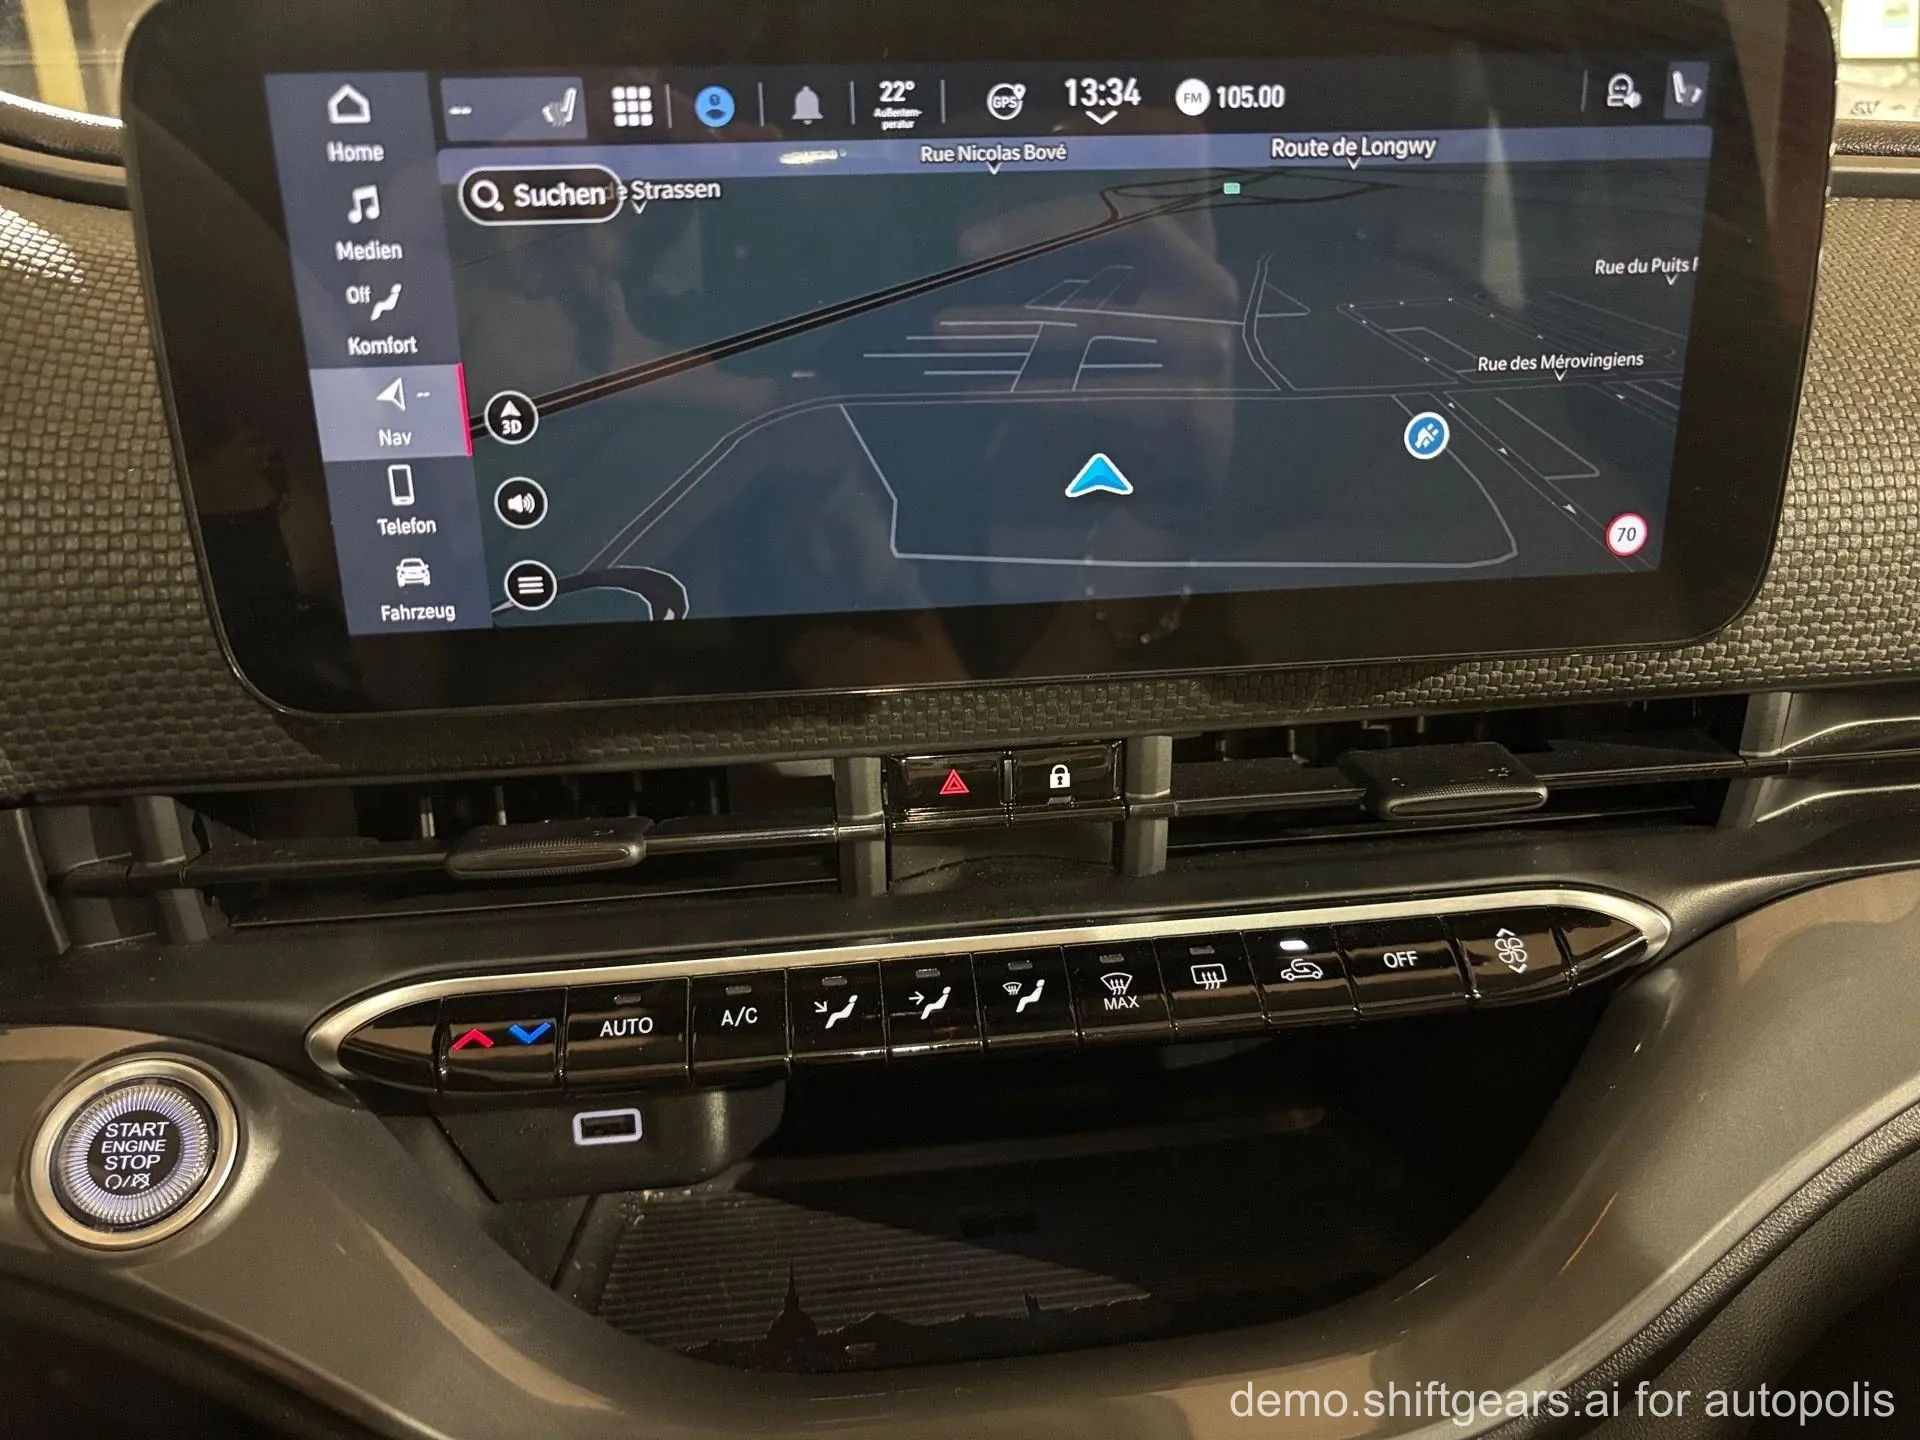 22°
Außentem-
peratur
GPS
13:34
FM 105.00
Home
Medien
Off
Komfort
--
Nav
Telefon
Fahrzeug
--
Suchen
e Strassen
Rue Nicolas Bové
Route de Longwy
Rue du Puits
Rue des Mérovingiens
3D
70
AUTO
A/C
MAX
OFF
START
ENGINE
STOP
demo.shiftgears.ai for autopolis